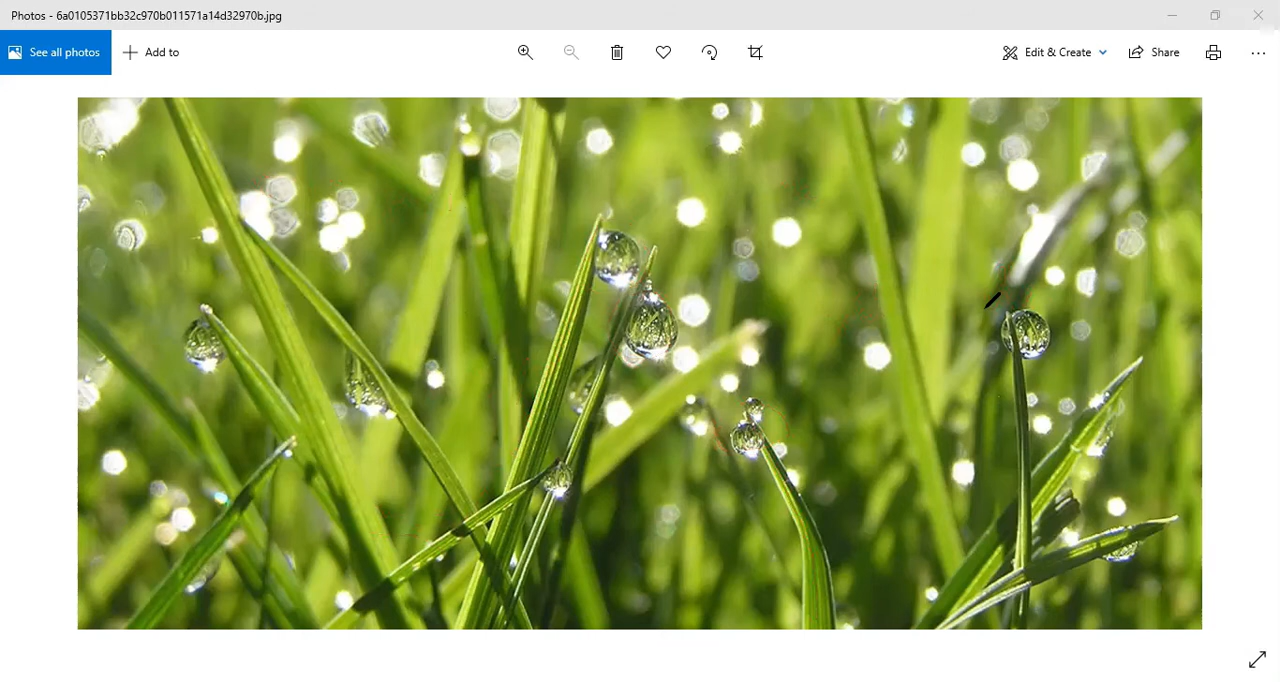 Photos - 6a0105371bb32c970b011571a14d32970b.jpg
See all photos
Add to
Edit & Create
Share